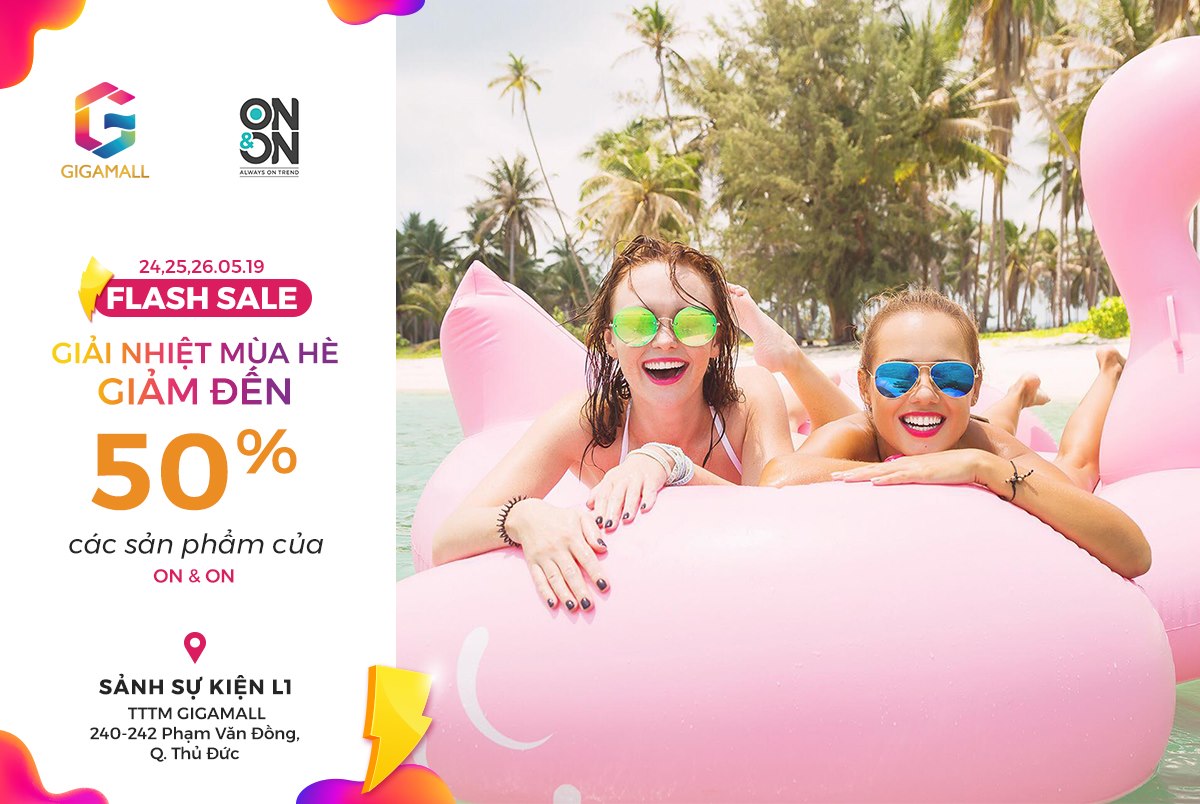 GIGAMALL
ON
&ON
ALWAYS ON TREND
24,25,26.05.19
FLASH SALE
GIẢI NHIỆT MÙA HÈ
GIẢM ĐẾN
50%
các sản phẩm của
ON & ON
SẢNH SỰ KIỆN L1
TTTM GIGAMALL
240-242 Phạm Văn Đồng,
Q. Thủ Đức